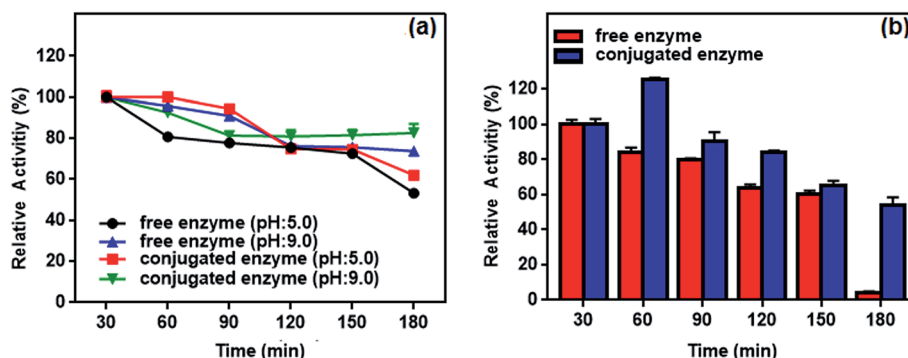 (a)
120
100
80
60
40
20
0
Relative Activitiy (%)
free enzyme (pH:5.0)
free enzyme (pH:9.0)
conjugated enzyme (pH:5.0)
conjugated enzyme (pH:9.0)
30 60 90 120 150 180
Time (min)
(b)
free enzyme
conjugated enzyme
120
100
80
60
40
20
0
Relative Activity (%)
30 60 90 120 150 180
Time (min)